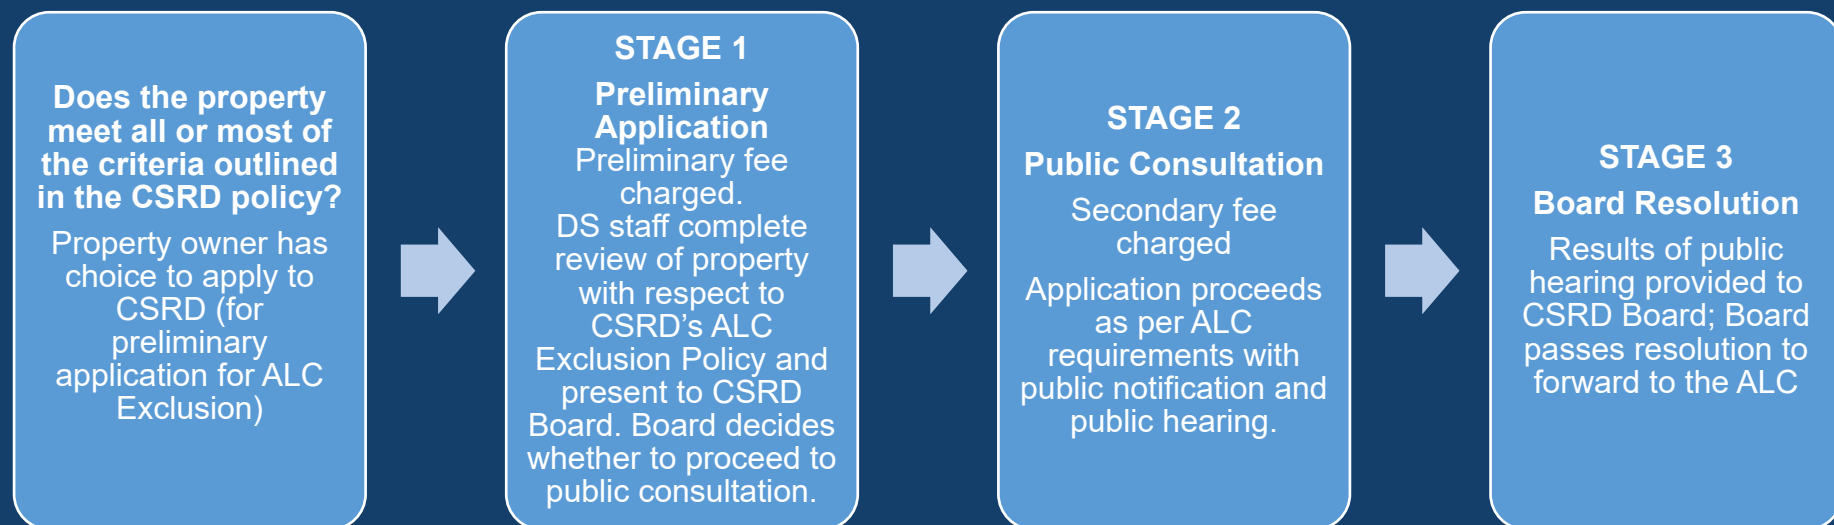 Does the property
meet all or most of
the criteria outlined
in the CSRD policy?
Property owner has
choice to apply to
CSRD (for
preliminary
application for ALC
Exclusion)
STAGE 1
Preliminary
Application
Preliminary fee
charged.
DS staff complete
review of property
with respect to
CSRD's ALC
Exclusion Policy and
present to CSRD
Board. Board decides
whether to proceed to
public consultation.
STAGE 2
Public Consultation
Secondary fee
charged
Application proceeds
as per ALC
requirements with
public notification and
public hearing.
STAGE 3
Board Resolution
Results of public
hearing provided to
CSRD Board; Board
passes resolution to
forward to the ALC